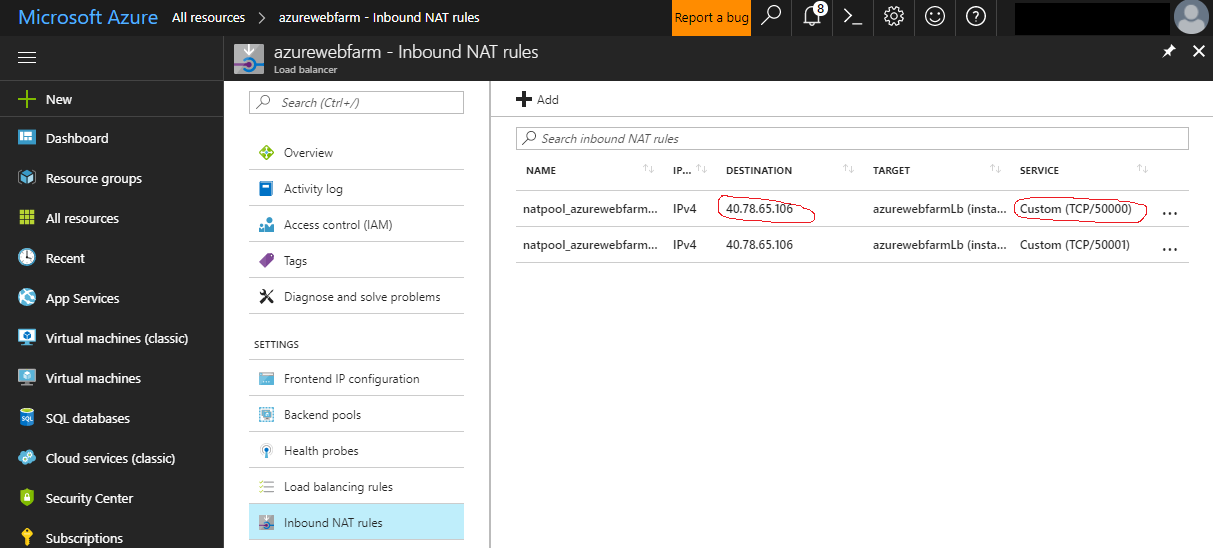 Microsoft Azure All resources > azurewebfarm - Inbound NAT rules Report a bug 8
azurewebfarm - Inbound NAT rules
Load balancer
New
Dashboard
Resource groups
All resources
Recent
App Services
Virtual machines (classic)
Virtual machines
SQL databases
Cloud services (classic)
Security Center
Subscriptions
Search (Ctrl+/)
Overview
Activity log
Access control (IAM)
Tags
Diagnose and solve problems
SETTINGS
Frontend IP configuration
Backend pools
Health probes
Load balancing rules
Inbound NAT rules
Add
Search inbound NAT rules
NAME IP... DESTINATION TARGET SERVICE
natpool_azurewebfarm... IPv4 40.78.65.106 azurewebfarmLb (insta... Custom (TCP/50000) ...
natpool_azurewebfarm... IPv4 40.78.65.106 azurewebfarmLb (insta... Custom (TCP/50001) ...